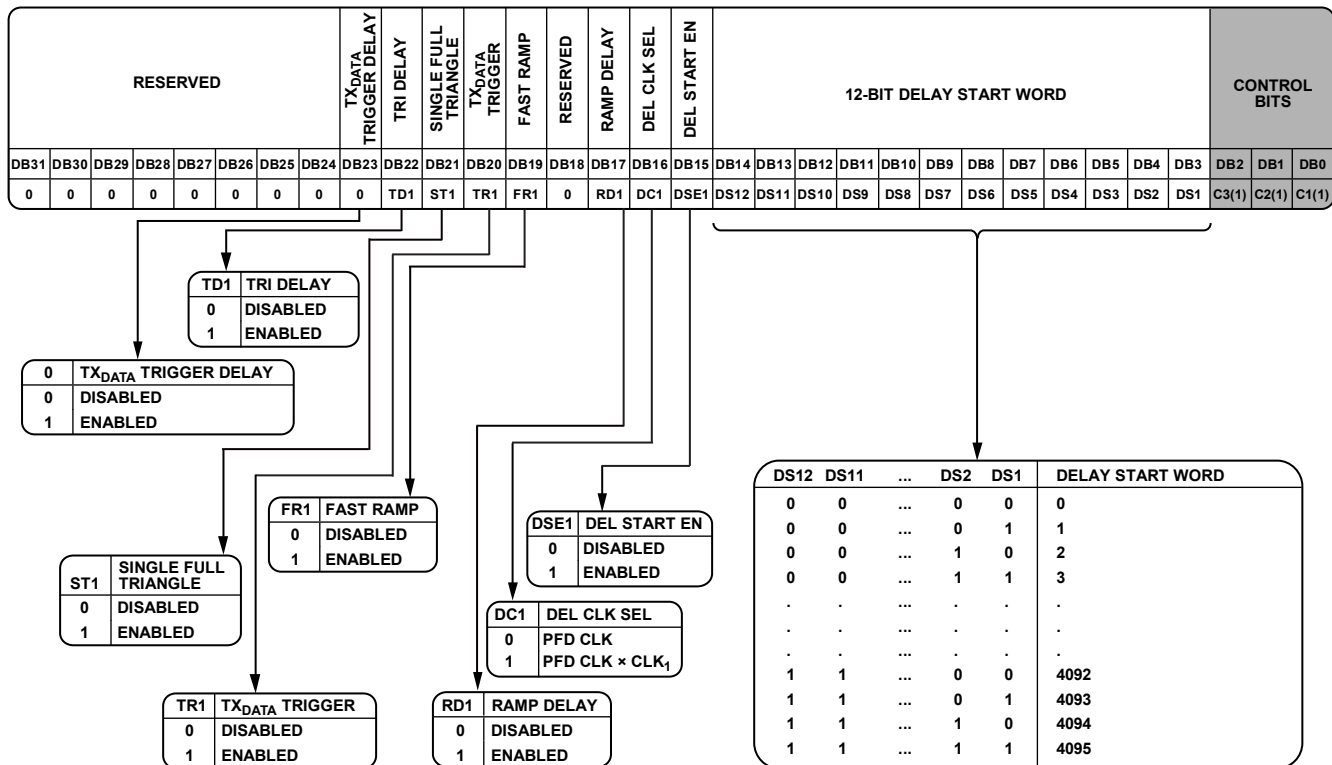 RESERVED
TXDATA
TRIGGER DELAY
TRI DELAY
SINGLE FULL
TRIANGLE
TXDATA
TRIGGER
FAST RAMP
RESERVED
RAMP DELAY
DEL CLK SEL
DEL START EN
12-BIT DELAY START WORD
CONTROL
BITS
DB31 DB30 DB29 DB28 DB27 DB26 DB25 DB24 DB23 DB22 DB21 DB20 DB19 DB18 DB17 DB16 DB15 DB14 DB13 DB12 DB11 DB10 DB9 DB8 DB7 DB6 DB5 DB4 DB3 DB2 DB1 DB0
0 0 0 0 0 0 0 0 0 TD1 ST1 TR1 FR1 0 RD1 DC1 DSE1 DS12 DS11 DS10 DS9 DS8 DS7 DS6 DS5 DS4 DS3 DS2 DS1 C3(1) C2(1) C1(1)
TD1 TRI DELAY
0 DISABLED
1 ENABLED
0 TXDATA TRIGGER DELAY
0 DISABLED
1 ENABLED
FR1 FAST RAMP
0 DISABLED
1 ENABLED
DSE1 DEL START EN
0 DISABLED
1 ENABLED
ST1 SINGLE FULL
TRIANGLE
0 DISABLED
1 ENABLED
DC1 DEL CLK SEL
0 PFD CLK
1 PFD CLK × CLK1
TR1 TXDATA TRIGGER
0 DISABLED
1 ENABLED
RD1 RAMP DELAY
0 DISABLED
1 ENABLED
DS12 DS11 ... DS2 DS1 DELAY START WORD
0 0 ... 0 0 0
0 0 ... 0 1 1
0 0 ... 1 0 2
0 0 ... 1 1 3
. . ... . . .
. . ... . . .
. . ... . . .
1 1 ... 0 0 4092
1 1 ... 0 1 4093
1 1 ... 1 0 4094
1 1 ... 1 1 4095